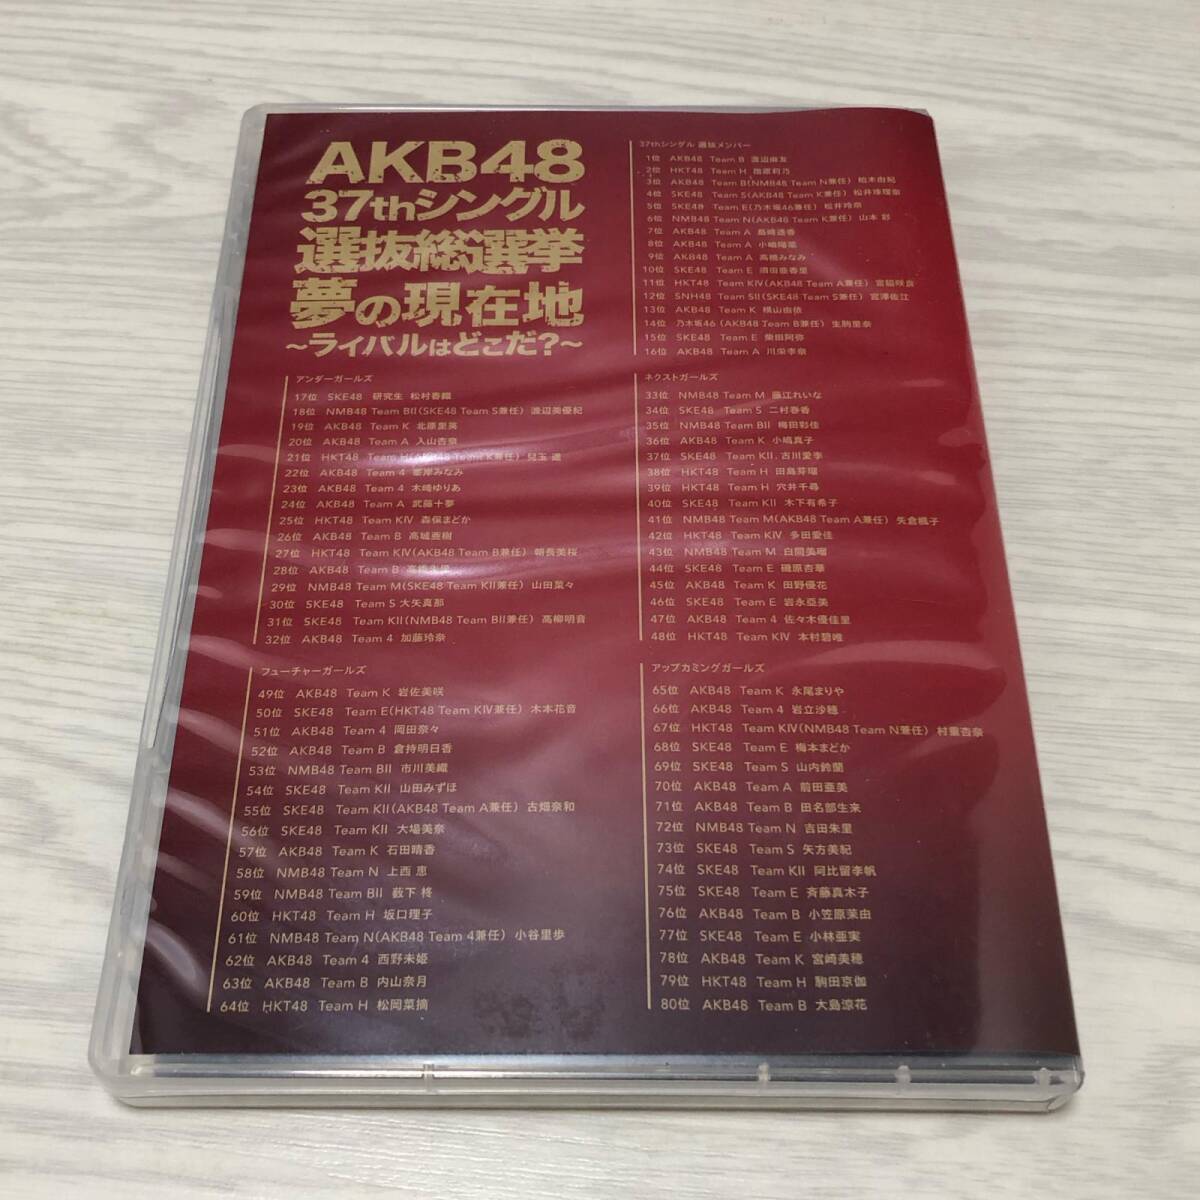 AKB48
37thシングル
選抜総選挙
夢の現在地
～ライバルはどこだ?～
37thシングル 選抜メンバー
1位 AKB48 Team B 渡辺麻友
2位 HKT48 Team H 指原莉乃
3位 AKB48 Team B(NMB48 Team N兼任) 柏木由紀
4位 SKE48 Team S(AKB48 Team K兼任) 松井珠理奈
5位 SKE48 Team E(乃木坂46兼任) 松井玲奈
6位 NMB48 Team N(AKB48 Team K兼任) 山本 彩
7位 AKB48 Team A 島崎遥香
8位 AKB48 Team A 小嶋陽菜
9位 AKB48 Team A 高橋みなみ
10位 SKE48 Team E 須田亜香里
11位 HKT48 Team KIV(AKB48 Team A兼任) 宮脇咲良
12位 SNH48 Team SII(SKE48 Team S兼任) 宮澤佐江
13位 AKB48 Team K 横山由依
14位 乃木坂46 (AKB48 Team B兼任) 生駒里奈
15位 SKE48 Team E 柴田阿弥
16位 AKB48 Team A 川栄李奈
アンダーガールズ
17位 SKE48 研究生 松村香織
18位 NMB48 Team BII(SKE48 Team S兼任) 渡辺美優紀
19位 AKB48 Team K 北原里英
20位 AKB48 Team A 入山杏奈
21位 HKT48 Team H(AKB48 Team K兼任) 兒玉 遥
22位 AKB48 Team 4 峯岸みなみ
23位 AKB48 Team 4 木﨑ゆりあ
24位 AKB48 Team A 武藤十夢
25位 HKT48 Team KIV 森保まどか
26位 AKB48 Team B 高城亜樹
27位 HKT48 Team KIV(AKB48 Team B兼任) 朝長美桜
28位 AKB48 Team B 高橋朱里
29位 NMB48 Team M(SKE48 Team KII兼任) 山田菜々
30位 SKE48 Team S 大矢真那
31位 SKE48 Team KII(NMB48 Team BII兼任) 高柳明音
32位 AKB48 Team 4 加藤玲奈
ネクストガールズ
33位 NMB48 Team M 藤江れいな
34位 SKE48 Team S 二村春香
35位 NMB48 Team BII 梅田彩佳
36位 AKB48 Team K 小嶋真子
37位 SKE48 Team KII 古川愛李
38位 HKT48 Team H 田島芽瑠
39位 HKT48 Team H 穴井千尋
40位 SKE48 Team KII 木下有希子
41位 NMB48 Team M(AKB48 Team A兼任) 矢倉楓子
42位 HKT48 Team KIV 多田愛佳
43位 NMB48 Team M 白間美瑠
44位 SKE48 Team E 磯原杏華
45位 AKB48 Team K 田野優花
46位 SKE48 Team E 岩永亞美
47位 AKB48 Team 4 佐々木優佳里
48位 HKT48 Team KIV 本村碧唯
フューチャーガールズ
49位 AKB48 Team K 岩佐美咲
50位 SKE48 Team E(HKT48 Team KIV兼任) 木本花音
51位 AKB48 Team 4 岡田奈々
52位 AKB48 Team B 倉持明日香
53位 NMB48 Team BII 市川美織
54位 SKE48 Team KII 山田みずほ
55位 SKE48 Team KII(AKB48 Team A兼任) 古畑奈和
56位 SKE48 Team KII 大場美奈
57位 AKB48 Team K 石田晴香
58位 NMB48 Team N 上西 恵
59位 NMB48 Team BII 薮下 柊
60位 HKT48 Team H 坂口理子
61位 NMB48 Team N(AKB48 Team 4兼任) 小谷里歩
62位 AKB48 Team 4 西野未姫
63位 AKB48 Team B 内山奈月
64位 HKT48 Team H 松岡菜摘
アップカミングガールズ
65位 AKB48 Team K 永尾まりや
66位 AKB48 Team 4 岩立沙穂
67位 HKT48 Team KIV(NMB48 Team N兼任) 村重杏奈
68位 SKE48 Team E 梅本まどか
69位 SKE48 Team S 山内鈴蘭
70位 AKB48 Team A 前田亜美
71位 AKB48 Team B 田名部生来
72位 NMB48 Team N 吉田朱里
73位 SKE48 Team S 矢方美紀
74位 SKE48 Team KII 阿比留李帆
75位 SKE48 Team E 斉藤真木子
76位 AKB48 Team B 小笠原茉由
77位 SKE48 Team E 小林亜実
78位 AKB48 Team K 宮崎美穂
79位 HKT48 Team H 駒田京伽
80位 AKB48 Team B 大島涼花